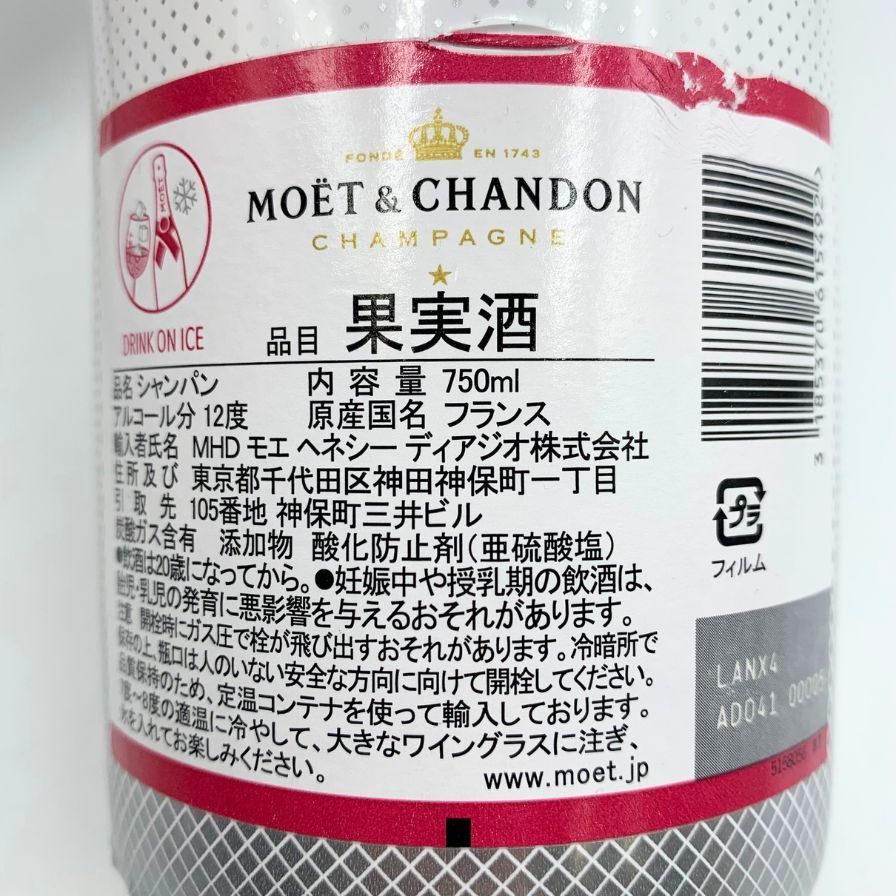 FONDÉ EN 1743
MOËT & CHANDON
CHAMPAGNE
MOËT
DRINK ON ICE
品目 果実酒
品名 シャンパン 内容量 750ml
アルコール分 12度 原産国名 フランス
輸入者氏名 MHD モエ ヘネシー ディアジオ株式会社
住所及び 東京都千代田区神田神保町一丁目
引取先 105番地 神保町三井ビル
炭酸ガス含有 添加物 酸化防止剤(亜硫酸塩)
●飲酒は20歳になってから。●妊娠中や授乳期の飲酒は、
胎児・乳児の発育に悪影響を与えるおそれがあります。
注意 開栓時にガス圧で栓が飛び出すおそれがあります。冷暗所で
保存の上、瓶口は人のいない安全な方向に向けて開栓してください。
品質保持のため、定温コンテナを使って輸入しております。
度～8度の適温に冷やして、大きなワイングラスに注ぎ、
氷を入れてお楽しみください。
www.moet.jp
3 185370 615492
プラ
フィルム
LANX4
AD041 00005
5158056